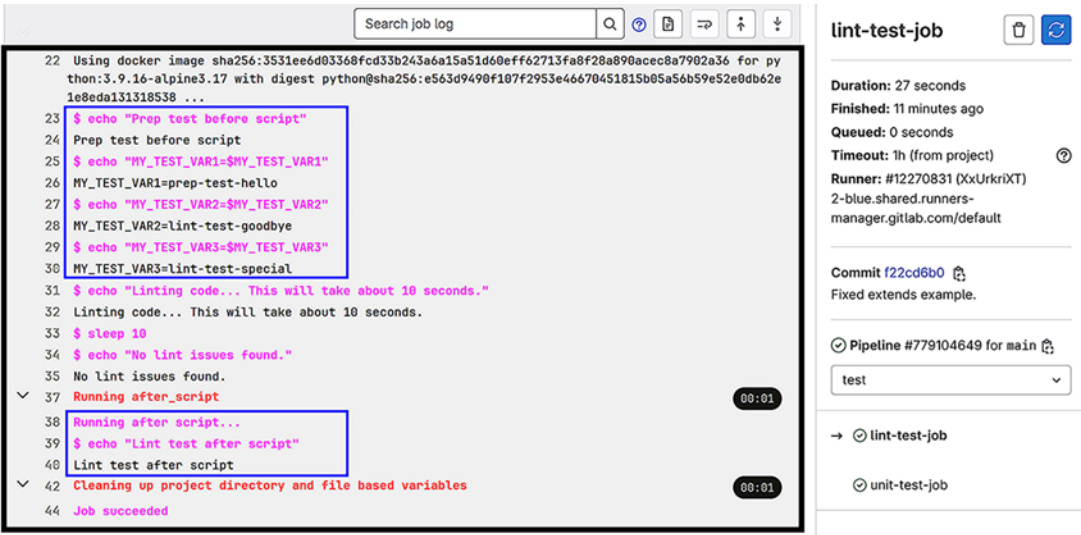 Search job log
22 Using docker image sha256:3531ee6d03368fcd33b243a6a15a51d60eff62713fa8f28a890acec8a7902a36 for py
thon:3.9.16-alpine3.17 with digest python@sha256:e563d9490f107f2953e46670451815b05a56b59e52e0db62e
1e8eda131318538 ...
23 $ echo "Prep test before script"
24 Prep test before script
25 $ echo "MY_TEST_VAR1=$MY_TEST_VAR1"
26 MY_TEST_VAR1=prep-test-hello
27 $ echo "MY_TEST_VAR2=$MY_TEST_VAR2"
28 MY_TEST_VAR2=lint-test-goodbye
29 $ echo "MY_TEST_VAR3=$MY_TEST_VAR3"
30 MY_TEST_VAR3=lint-test-special
31 $ echo "Linting code... This will take about 10 seconds."
32 Linting code... This will take about 10 seconds.
33 $ sleep 10
34 $ echo "No lint issues found."
35 No lint issues found.
37 Running after_script 00:01
38 Running after script...
39 $ echo "Lint test after script"
40 Lint test after script
42 Cleaning up project directory and file based variables 00:01
44 Job succeeded
lint-test-job
Duration: 27 seconds
Finished: 11 minutes ago
Queued: 0 seconds
Timeout: 1h (from project)
Runner: #12270831 (XxUrkriXT)
2-blue.shared.runners-
manager.gitlab.com/default
Commit f22cd6b0
Fixed extends example.
Pipeline #779104649 for main
test
→ lint-test-job
unit-test-job